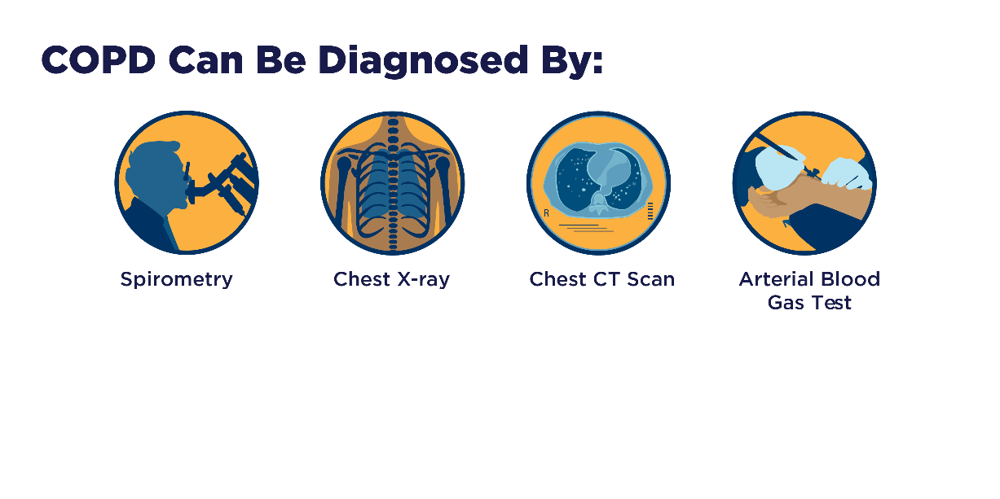 COPD Can Be Diagnosed By:
R
Spirometry
Chest X-ray
Chest CT Scan
Arterial Blood
Gas Test